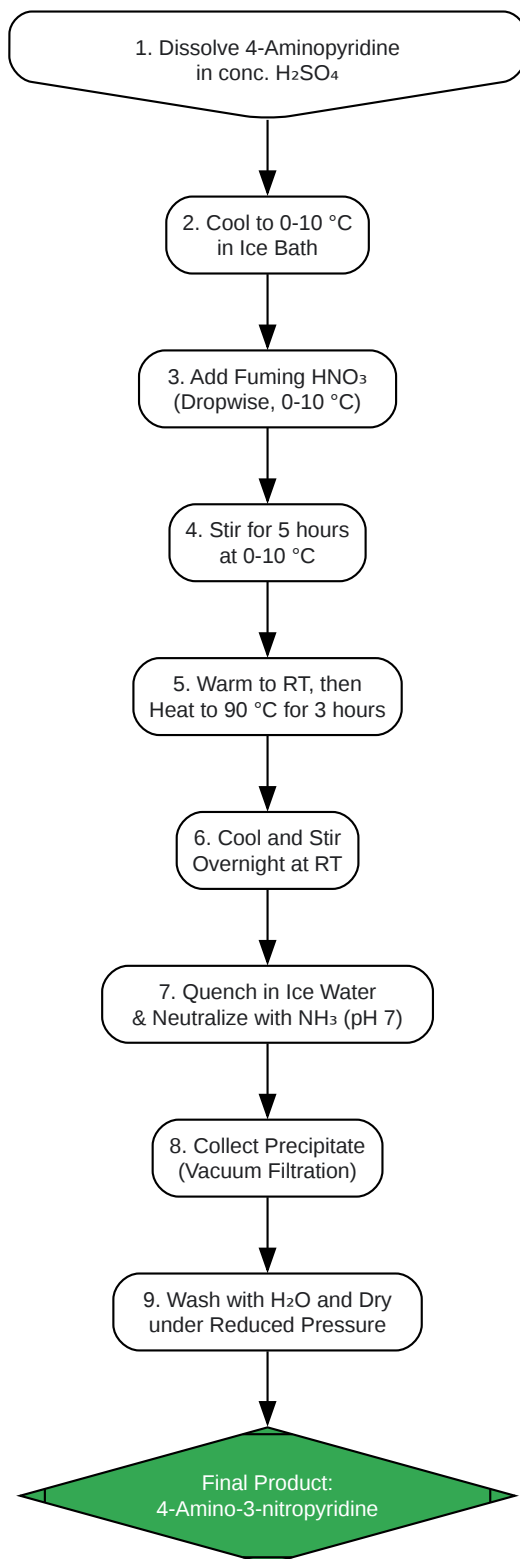 1. Dissolve 4-Aminopyridine
in conc. H₂SO₄
2. Cool to 0-10 °C
in Ice Bath
3. Add Fuming HNO₃
(Dropwise, 0-10 °C)
4. Stir for 5 hours
at 0-10 °C
5. Warm to RT, then
Heat to 90 °C for 3 hours
6. Cool and Stir
Overnight at RT
7. Quench in Ice Water
& Neutralize with NH₃ (pH 7)
8. Collect Precipitate
(Vacuum Filtration)
9. Wash with H₂O and Dry
under Reduced Pressure
Final Product:
4-Amino-3-nitropyridine